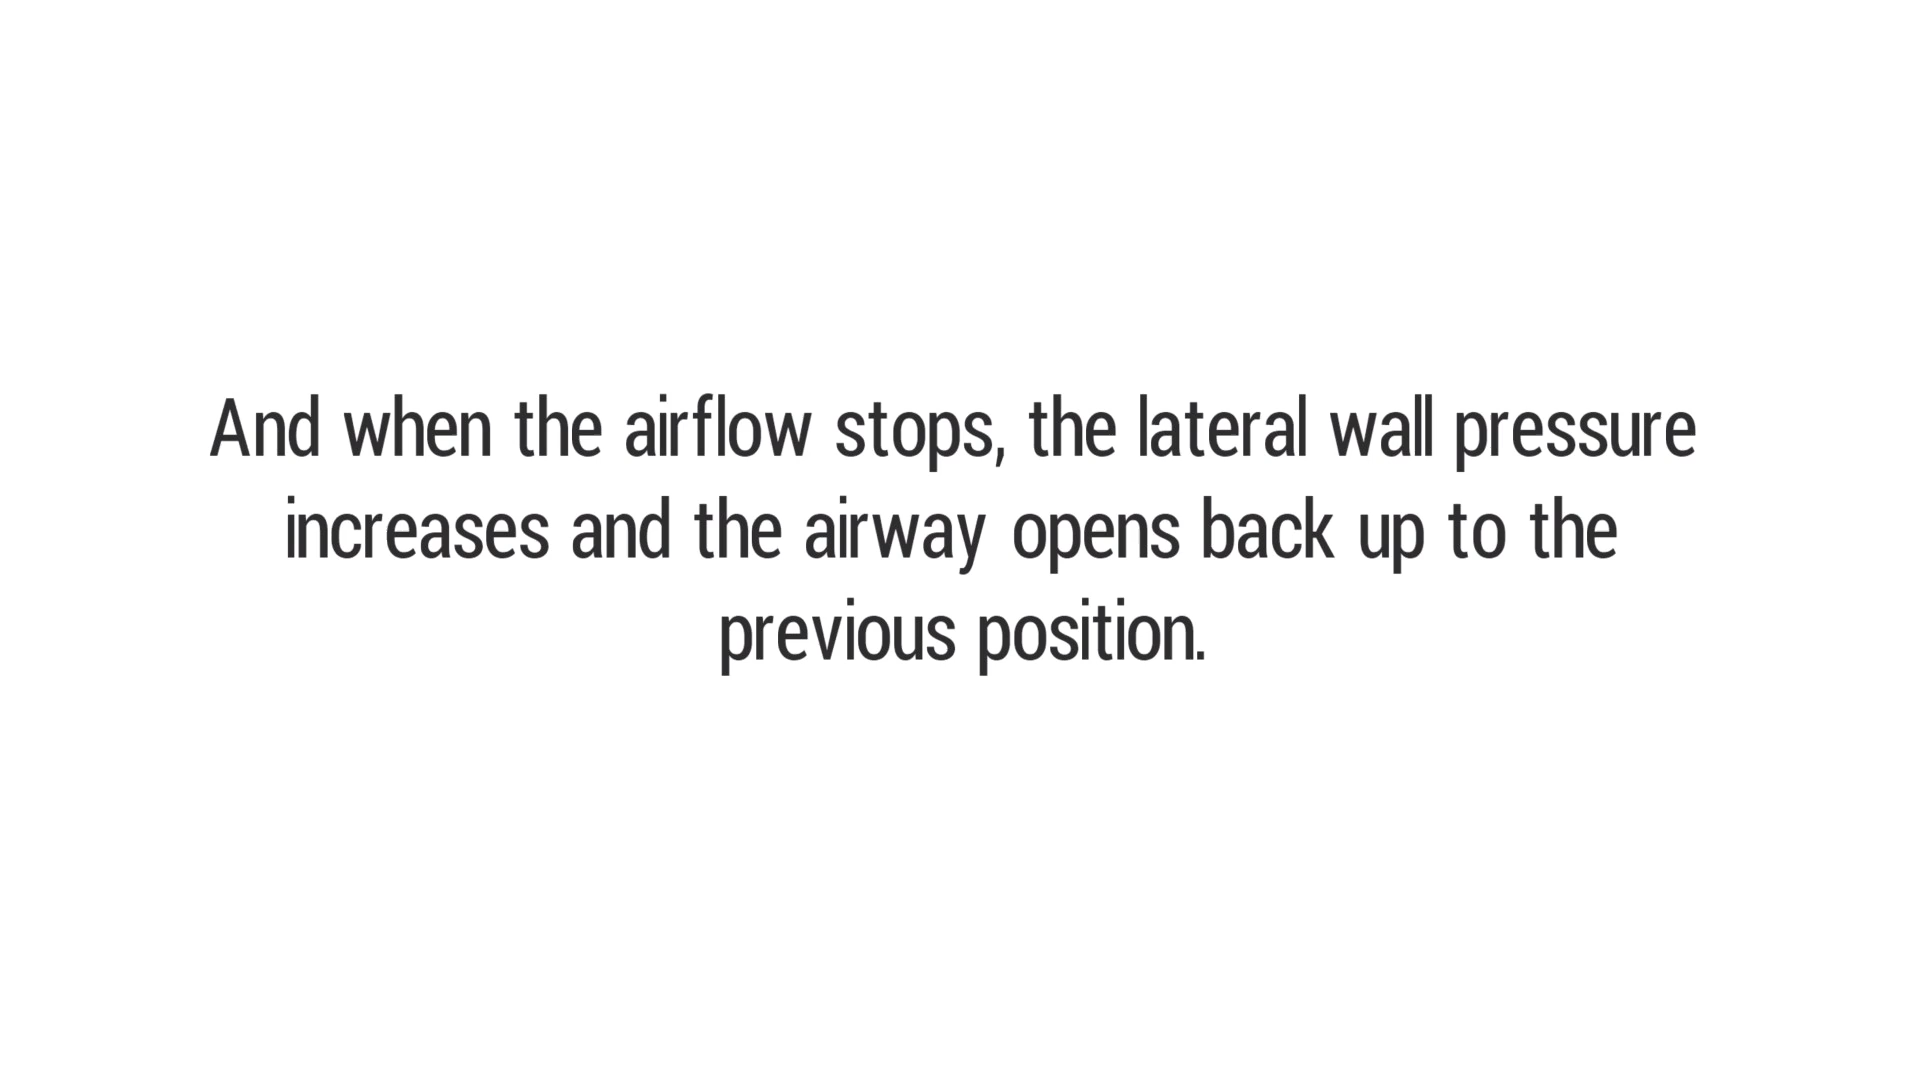 And when the airflow stops, the lateral wall pressure
increases and the airway opens back up to the
previous position.